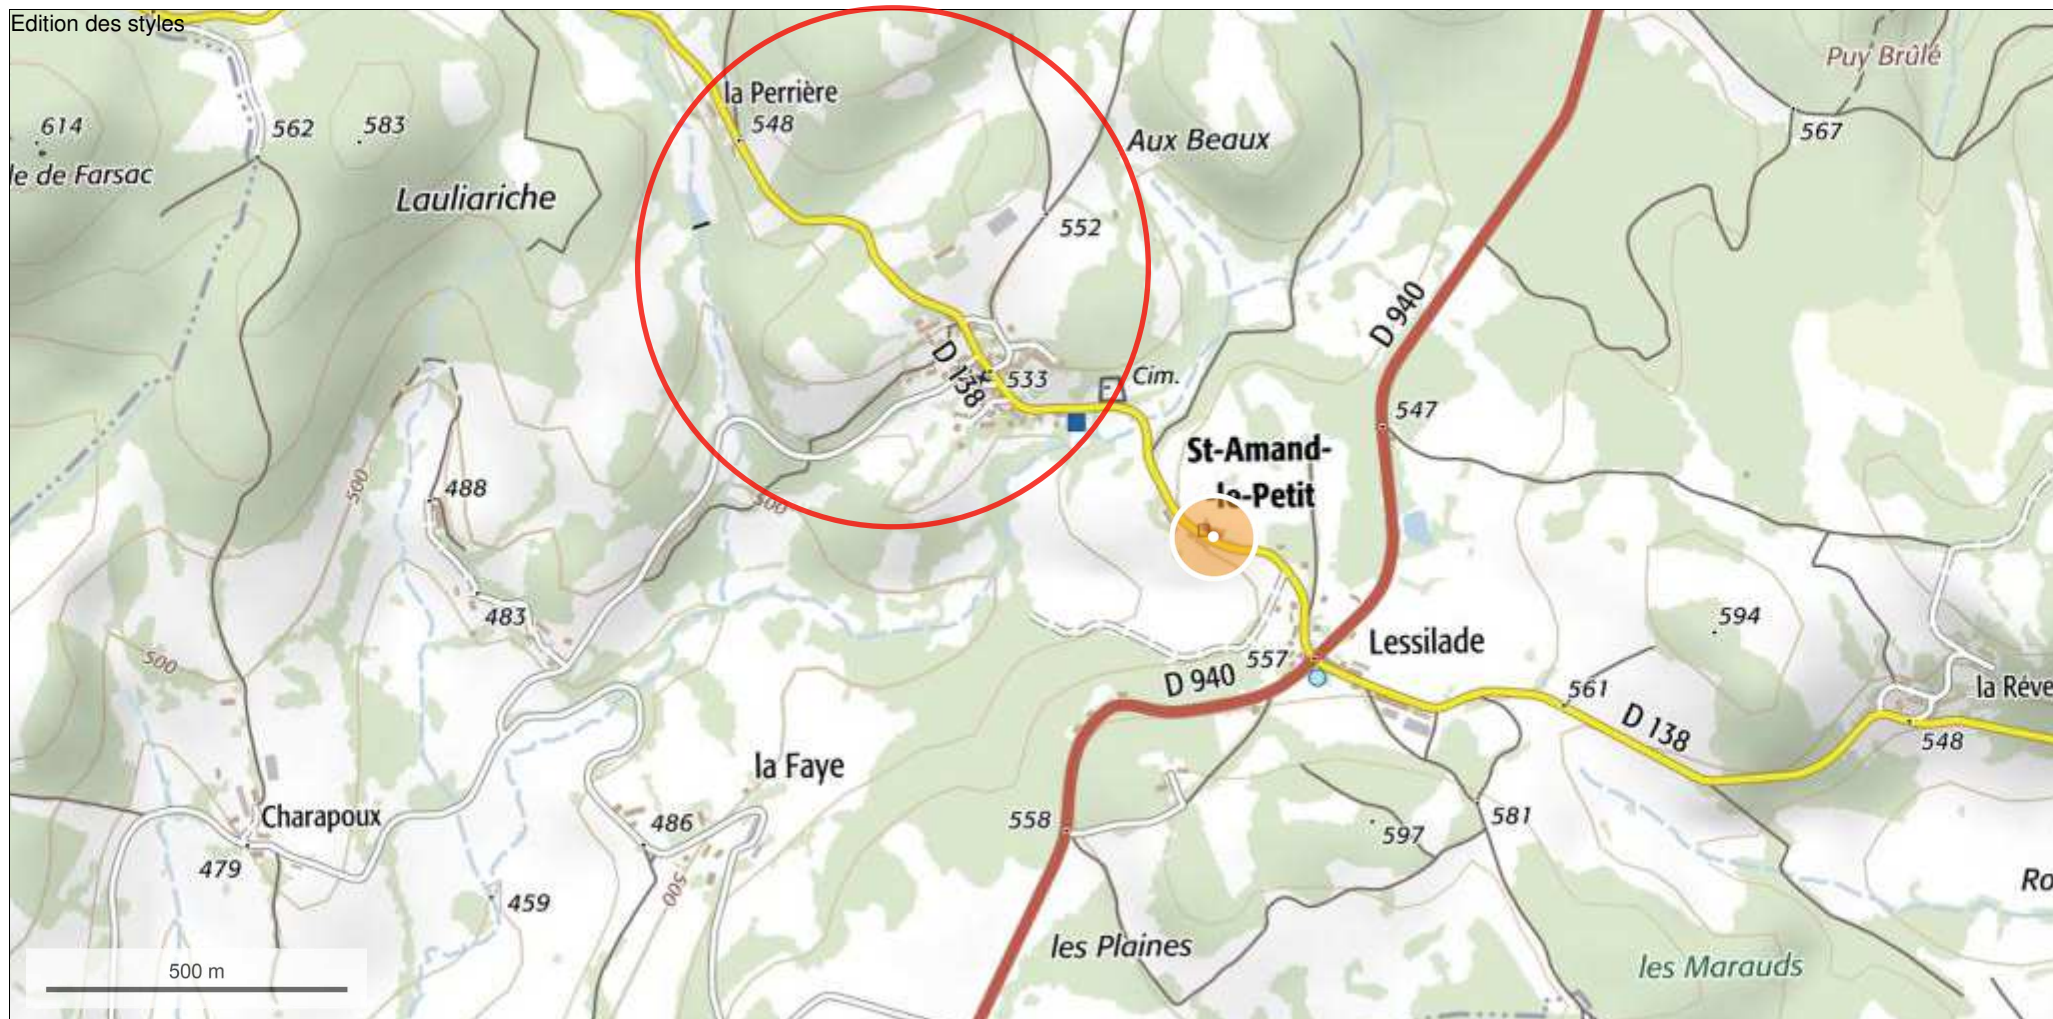 Edition des styles
Puy Brûlé
la Perrière
548
614
562
583
567
Aux Beaux
le de Farsac
Lauliariche
552
D 940
D 138
533
Cim.
547
St-Amand-
le-Petit
500
488
500
483
594
500
557
Lessilade
D 940
561
la Réve
D 138
548
la Faye
558
486
597
581
Charapoux
479
500
459
Ro
les Plaines
les Marauds
500 m